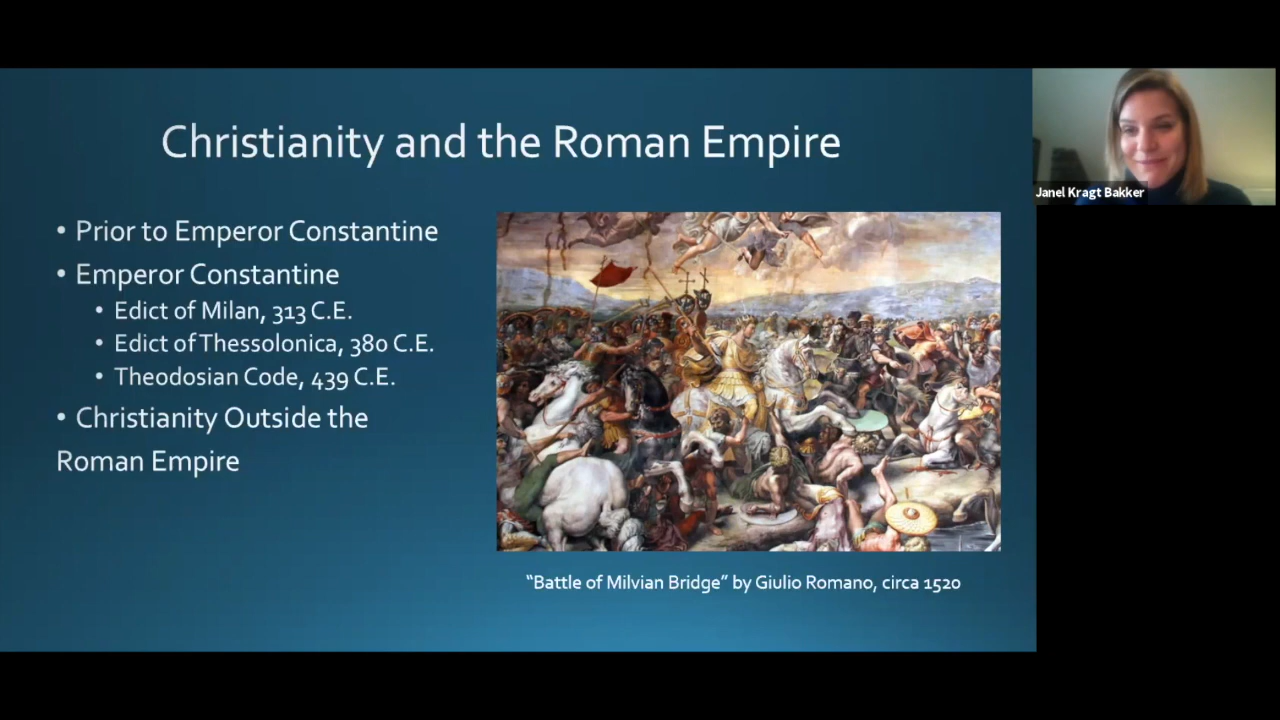 Christianity and the Roman Empire
Janel Kragt Bakker
• Prior to Emperor Constantine
• Emperor Constantine
• Edict of Milan, 313 C.E.
• Edict of Thessolonica, 380 C.E.
• Theodosian Code, 439 C.E.
• Christianity Outside the
Roman Empire
“Battle of Milvian Bridge” by Giulio Romano, circa 1520